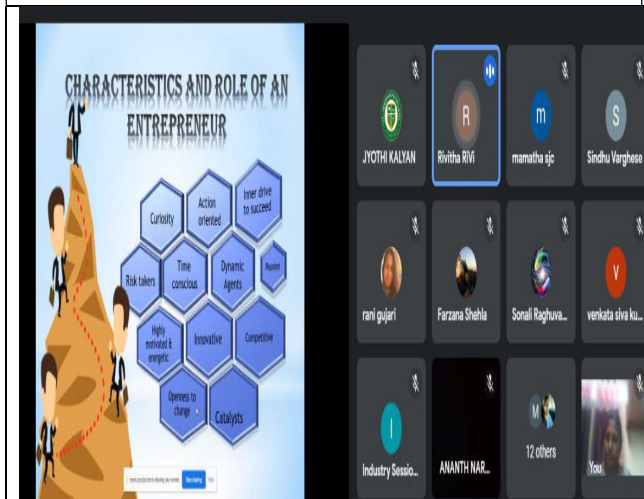 CHARACTERISTICS AND ROLE OF AN
ENTREPRENEUR
Curiosity
Action
oriented
Inner drive
to succeed
Risk takers
Time
conscious
Dynamic
Agents
Passion
Highly
motivated &
energetic
Innovative
Competitive
Openness to
change
Catalysts
Stop sharing
JYOTHI KALYAN
R
Rivitha RiVi
m
mamatha sjc
S
Sindhu Varghese
rani gujari
Farzana Shehla
Sonali Raghuva...
V
venkata siva ku...
I
Industry Sessio...
ANANTH NAR...
M
12 others
You